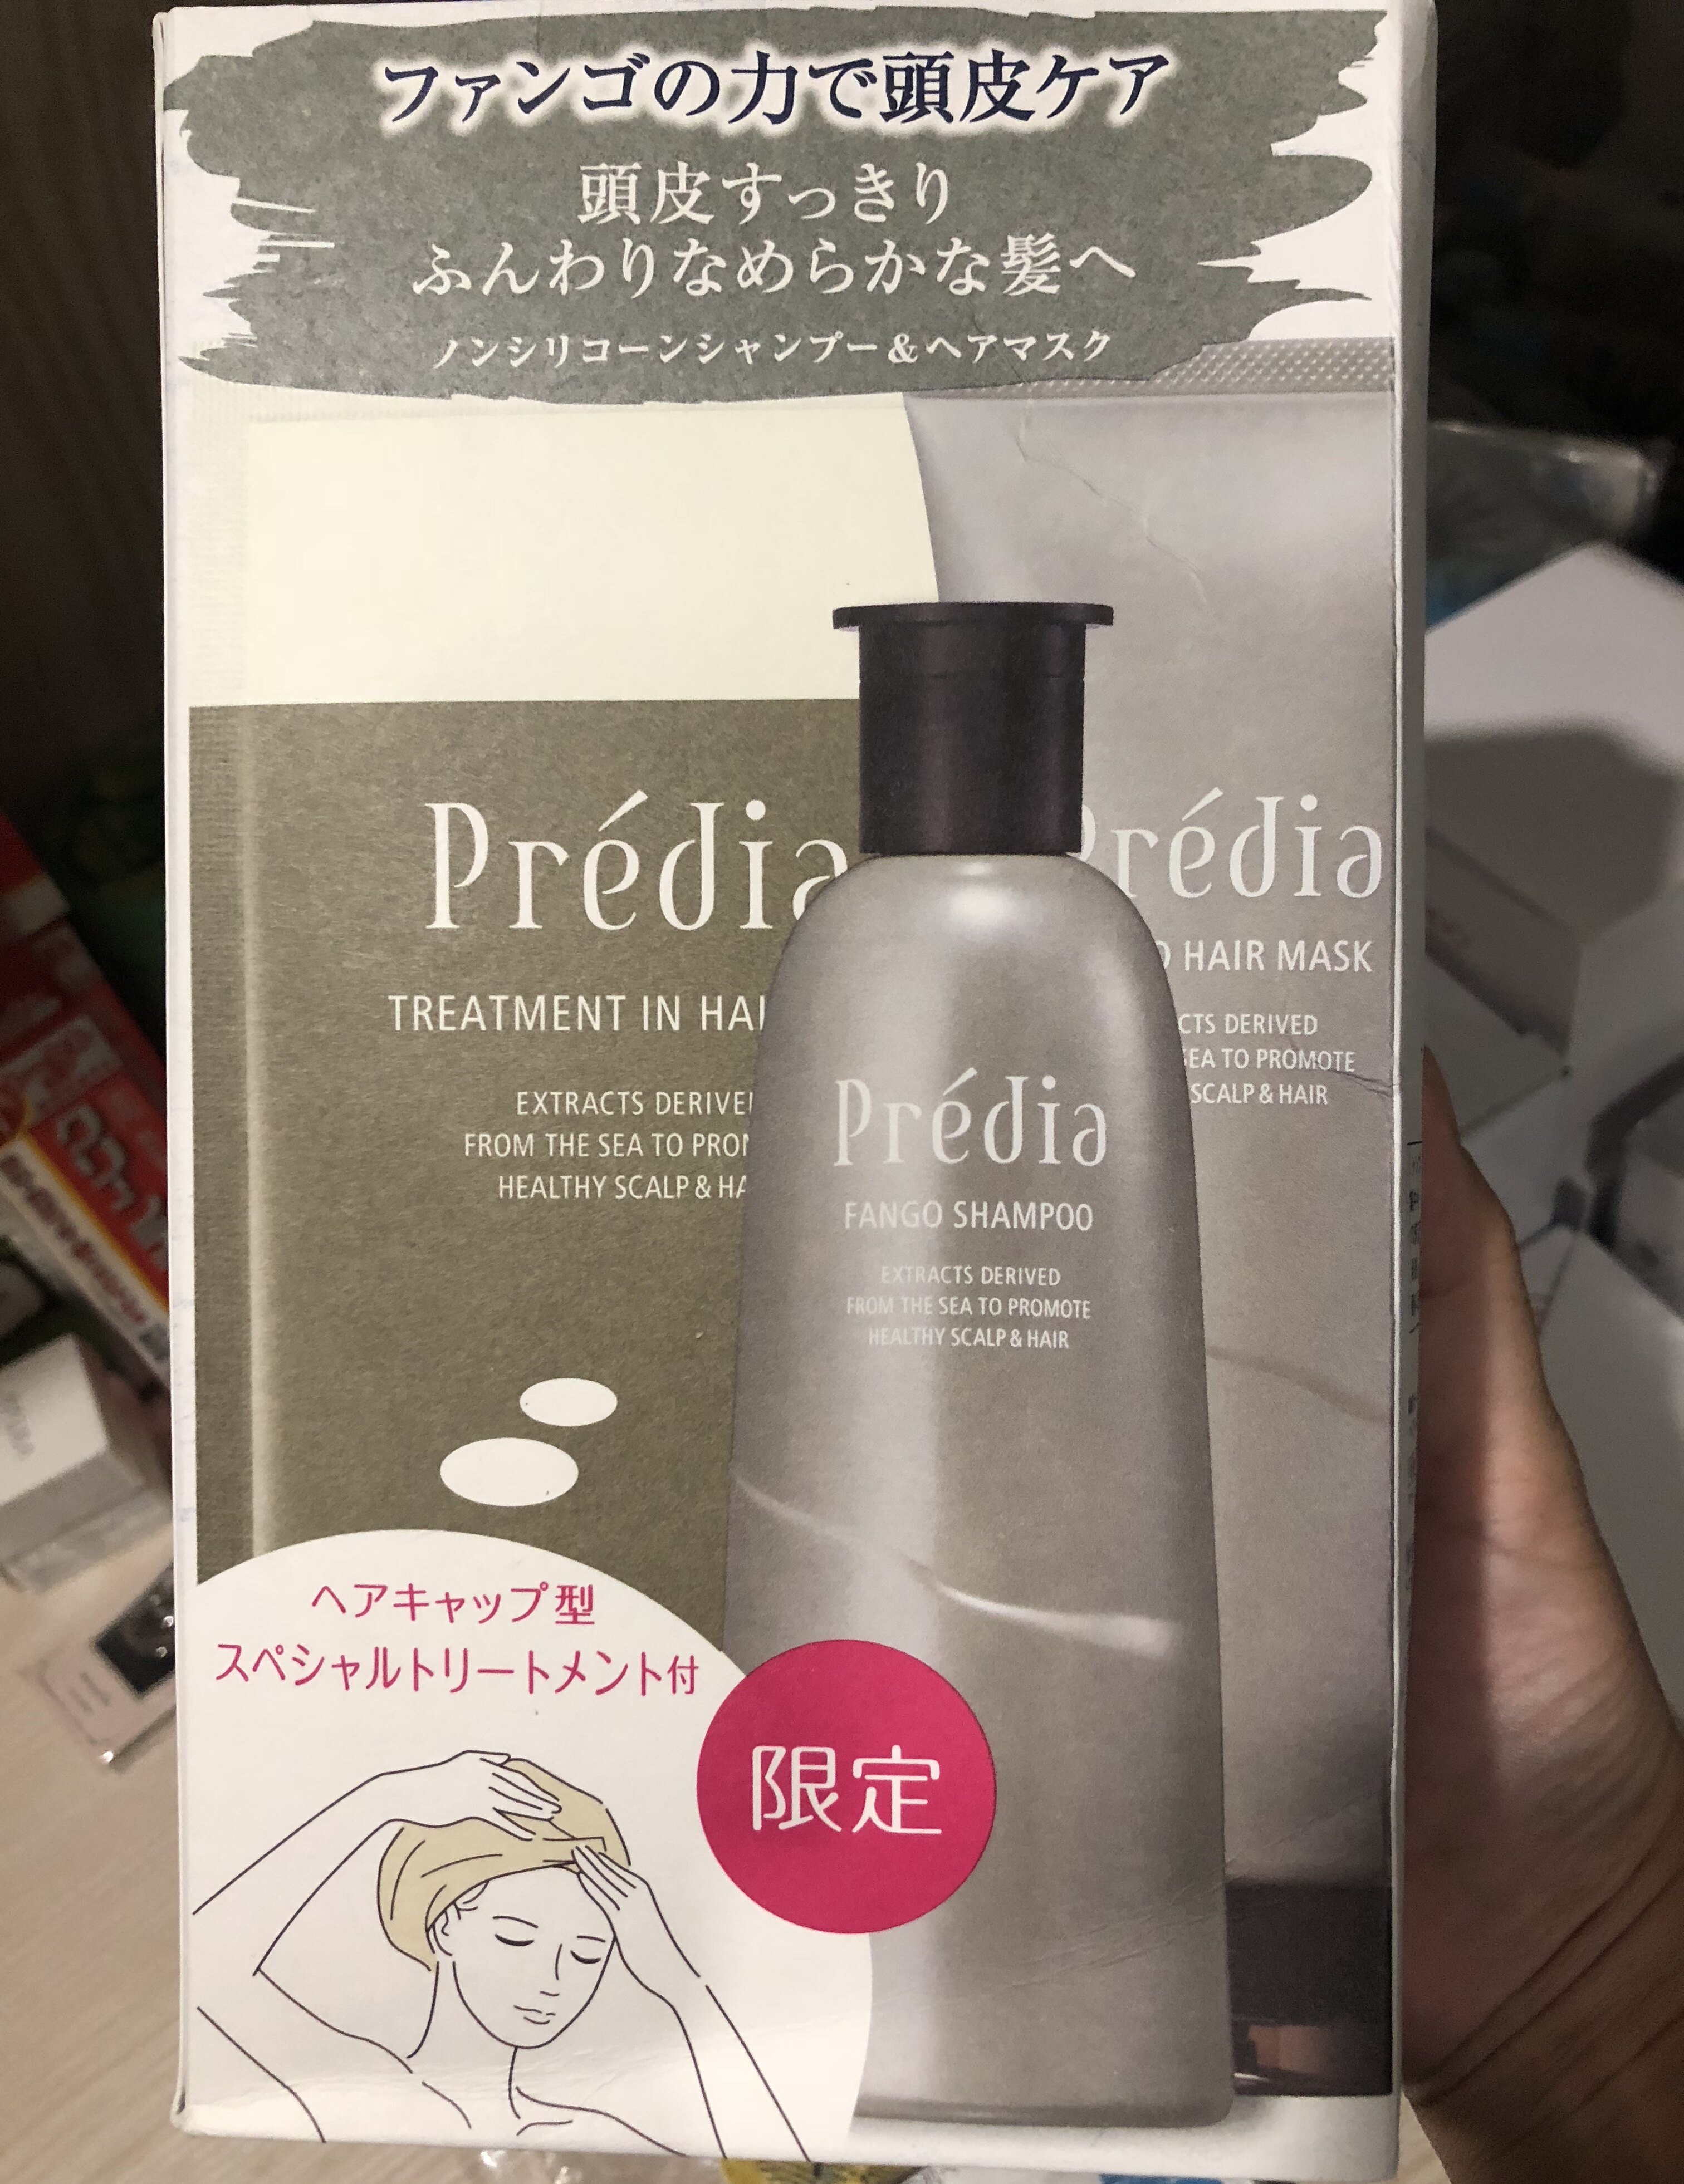 ファンゴの力で頭皮ケア
頭皮すっきり
ふんわりなめらかな髪へ
ノンシリコーンシャンプー&ヘアマスク
Prédia
TREATMENT IN HAI
EXTRACTS DERIVE
FROM THE SEA TO PRO
HEALTHY SCALP & HA
Prédia
HAIR MASK
CTS DERIVED
SEA TO PROMOTE
SCALP & HAIR
Prédia
FANGO SHAMPOO
EXTRACTS DERIVED
FROM THE SEA TO PROMOTE
HEALTHY SCALP & HAIR
ヘアキャップ型
スペシャルトリートメント付
限定